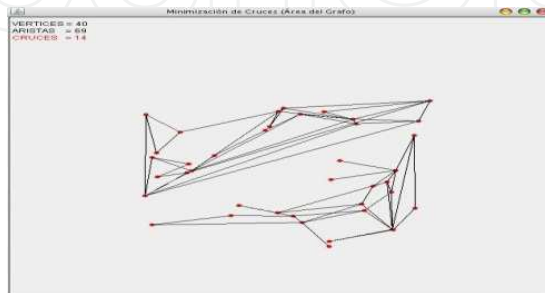 Minimización de Cruces (Área del Grafo)
VERTICES = 40
ARISTAS = 69
CRUCES = 14